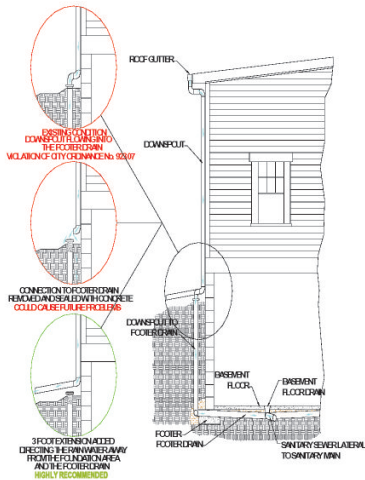 ROOF GUTTER
DOWNSPOUT
EXISTING CONDITION
DOWNSPOUT FLOWING INTO
THE FOOTER DRAIN
VIOLATION OF CITY ORDINANCE No. 923.07
CONNECTION TO FOOTER DRAIN
REMOVED AND SEALED WITH CONCRETE
COULD CAUSE FUTURE PROBLEMS
DOWNSPOUT TO
FOOTER DRAIN
BASEMENT
FLOOR
BASEMENT
FLOOR DRAIN
FOOTER
FOOTER DRAIN
SANITARY SEWER LATERAL
TO SANITARY MAIN
3 FOOT EXTENSION ADDED
DIRECTING THE RAIN WATER AWAY
FROM THE FOUNDATION AREA
AND THE FOOTER DRAIN
HIGHLY RECOMMENDED